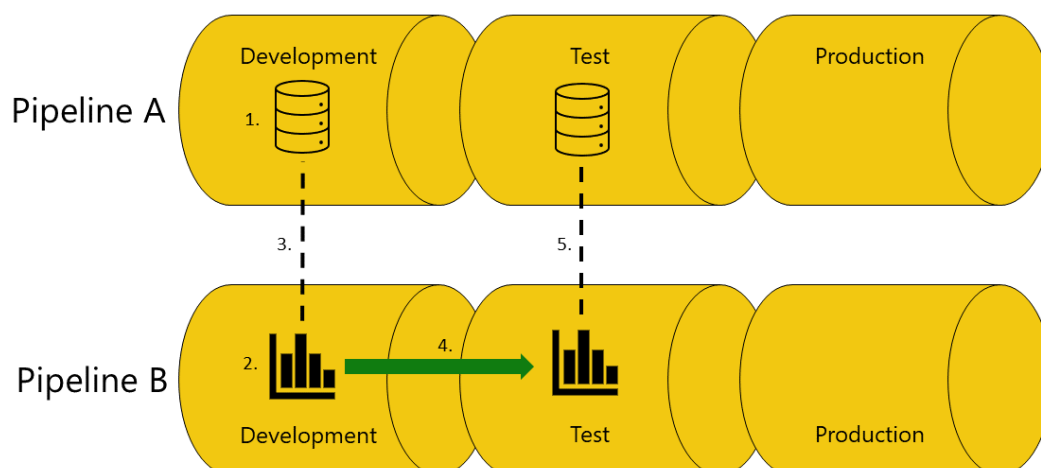 Development
Test
Production
Pipeline A
1.
3.
5.
Pipeline B
2.
4.
Development
Test
Production